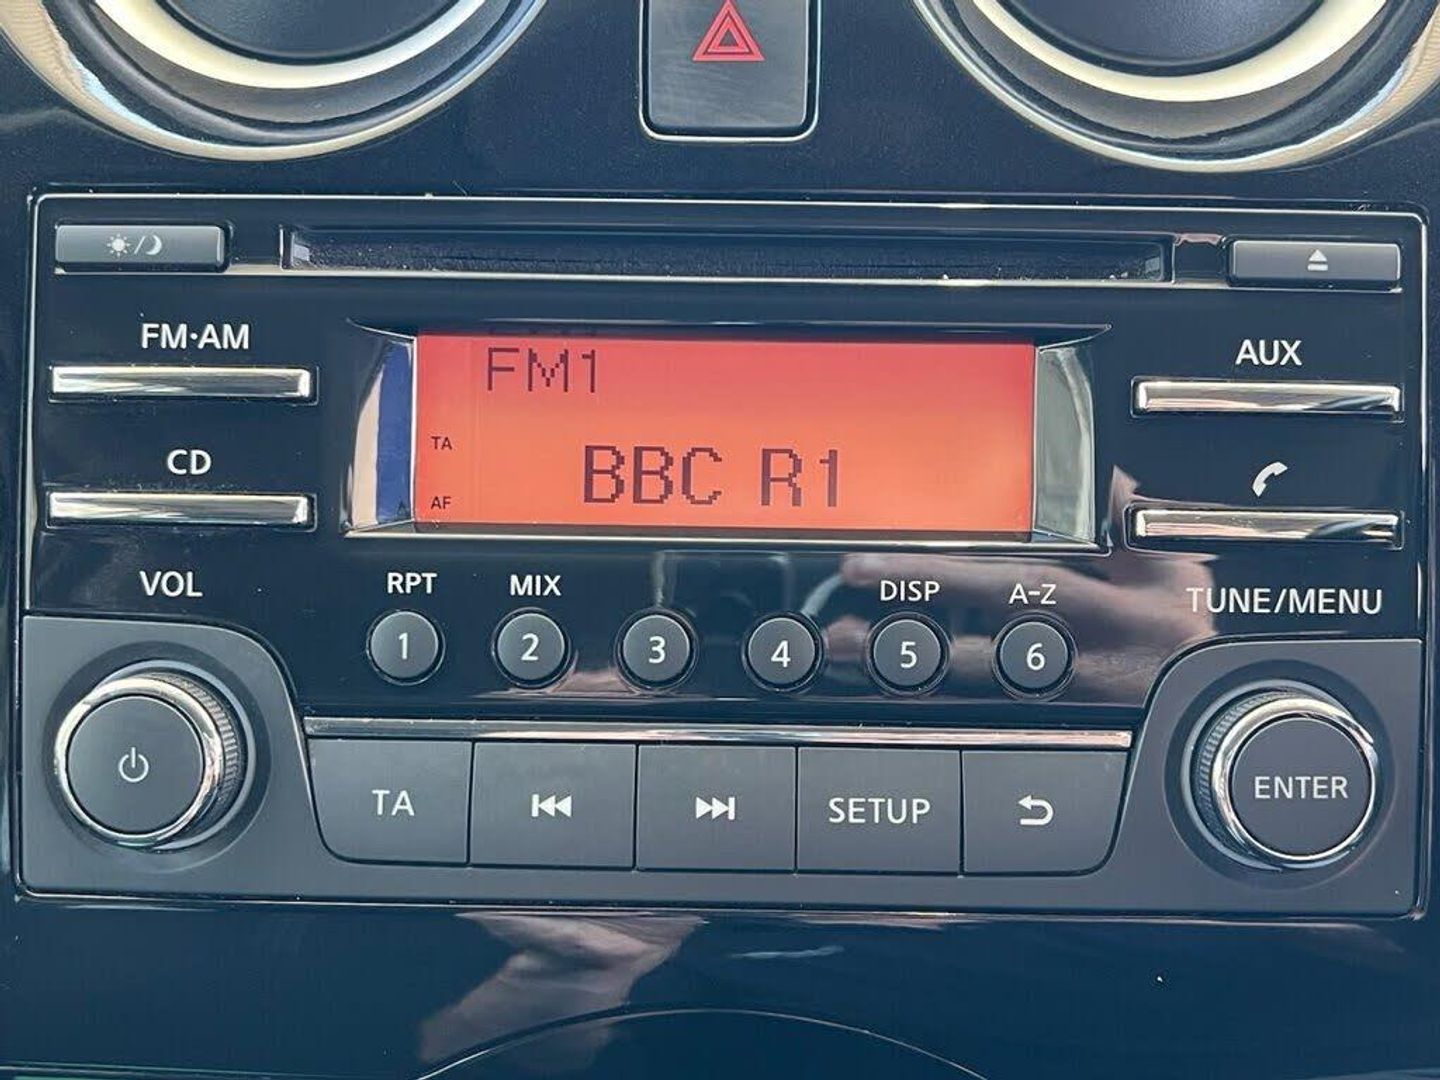 FM·AM
AUX
FM1
TA
CD
BBC R1
AF
VOL
RPT
MIX
DISP
A-Z
TUNE/MENU
1
2
3
4
5
6
TA
SETUP
ENTER